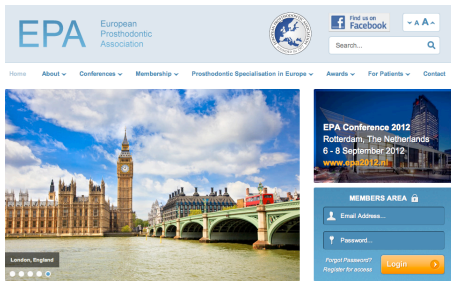 EPA
European
Prosthodontic
Association
Find us on
Facebook
A A
Search...
Home About Conferences Membership Prosthodontic Specialisation in Europe Awards For Patients Contact
EPA Conference 2012
Rotterdam, The Netherlands
6 - 8 September 2012
www.epa2012.nl
MEMBERS AREA
Email Address...
Password...
Forgot Password?
Register for access
Login
London, England